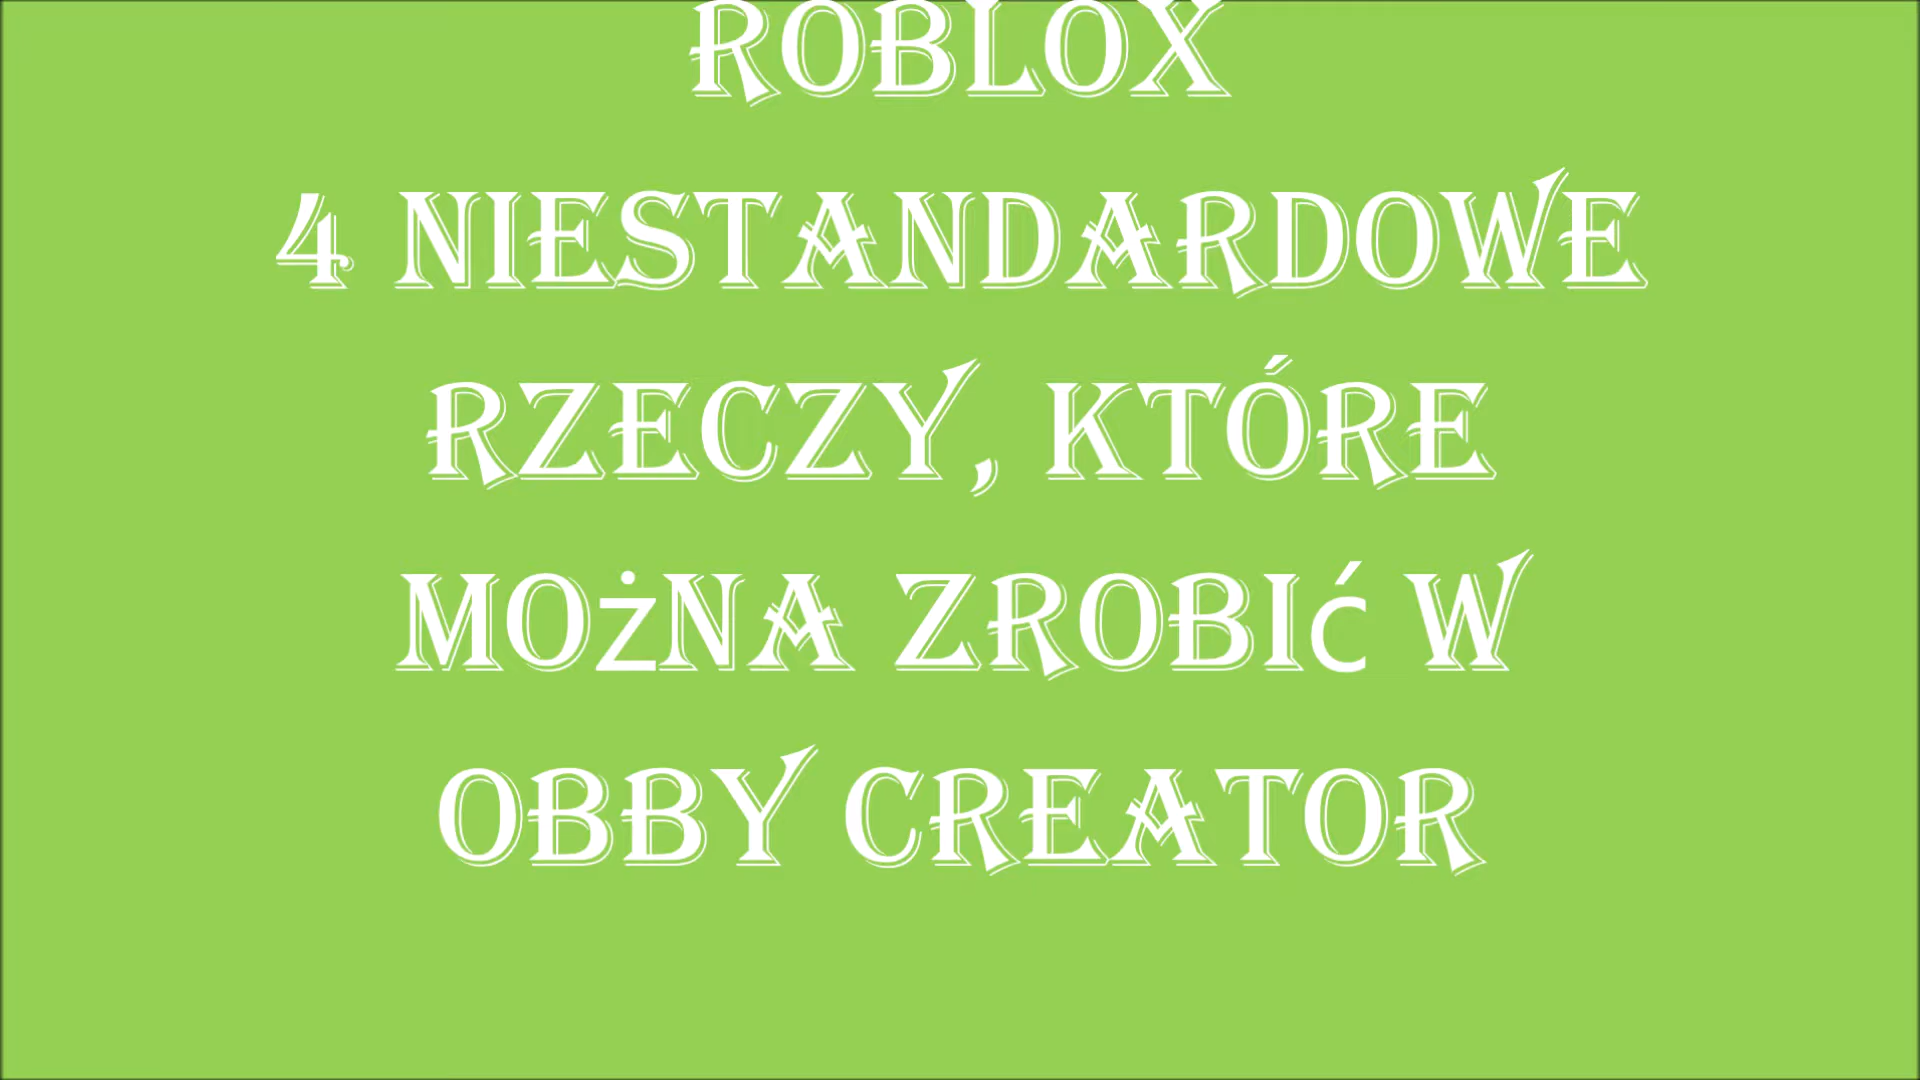 ROBLOX
4 NIESTANDARDOWE
RZECZY, KTÓRE
MOżNA ZROBIć W
OBBY CREATOR